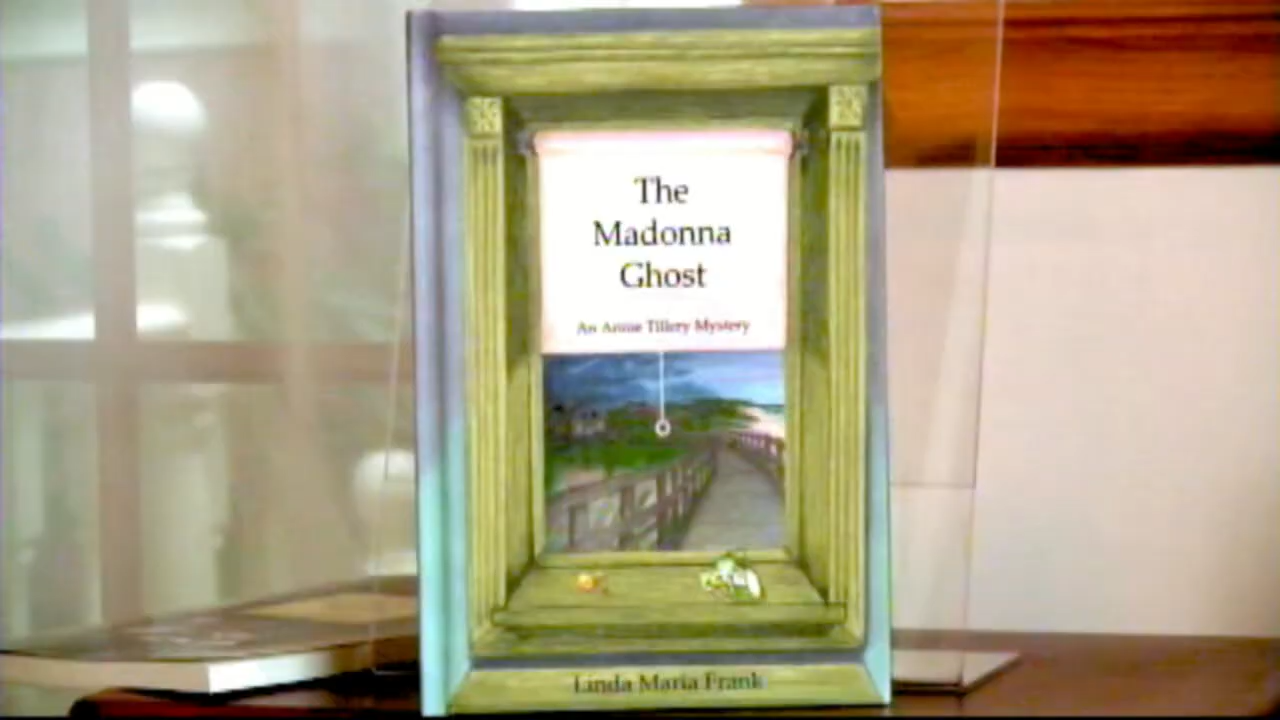 The
Madonna
Ghost
An Annie Tillery Mystery
Linda Maria Frank